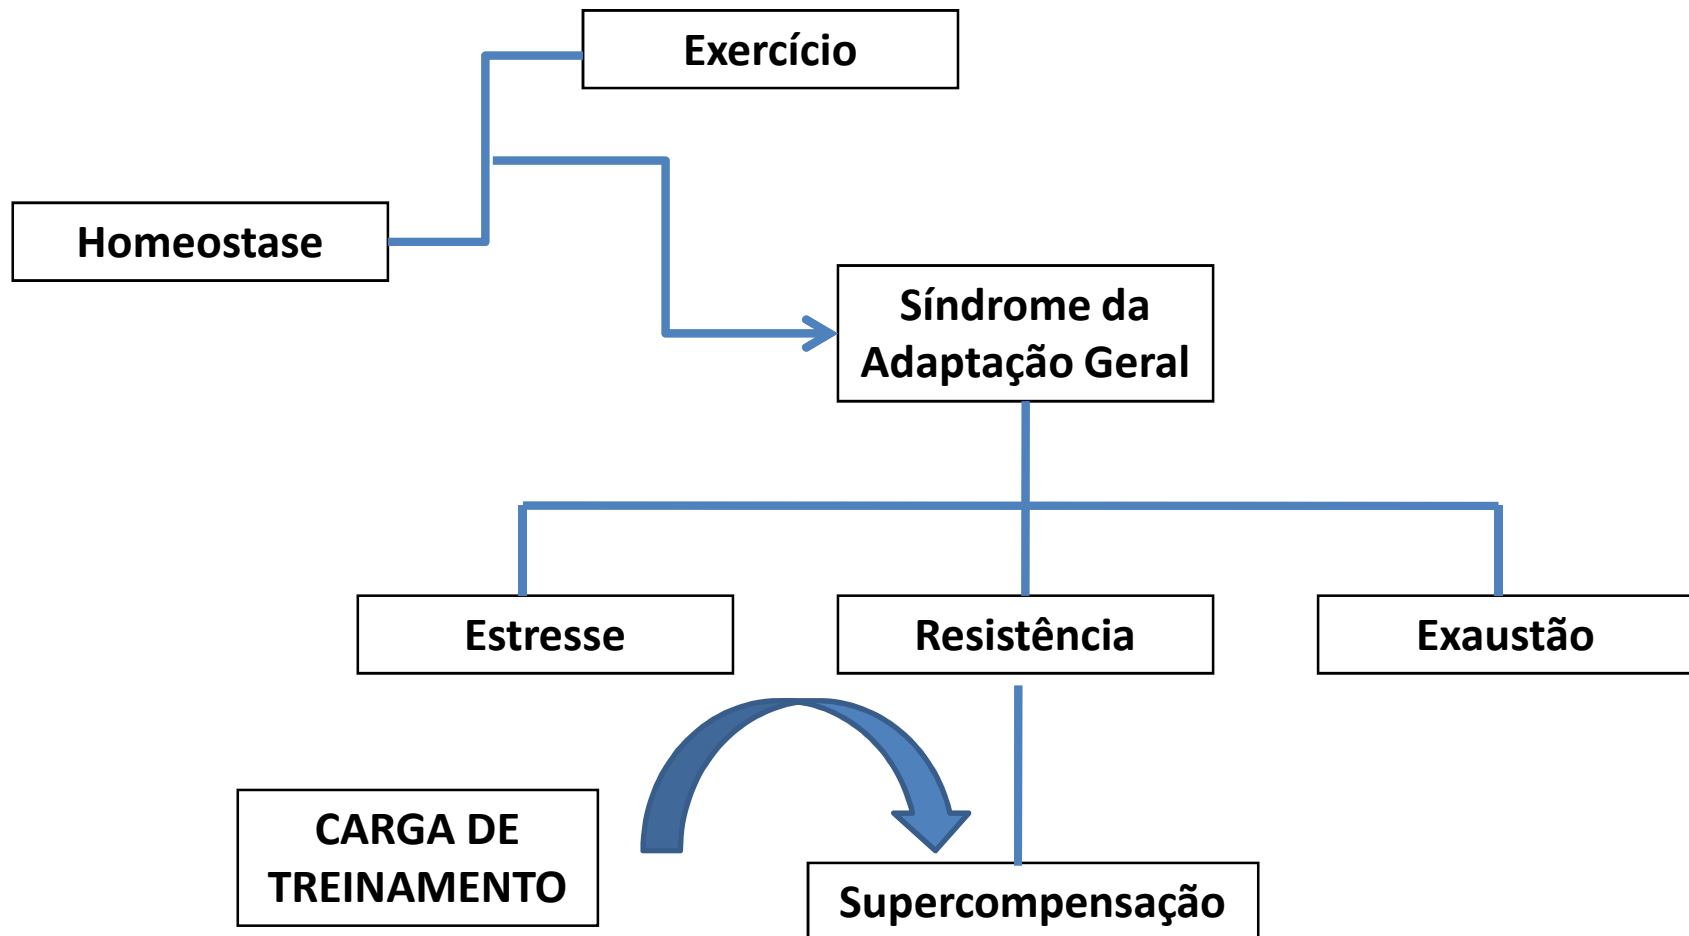 Exercício
Homeostase
Síndrome da
Adaptação Geral
Estresse
Resistência
Exaustão
CARGA DE
TREINAMENTO
Supercompensação